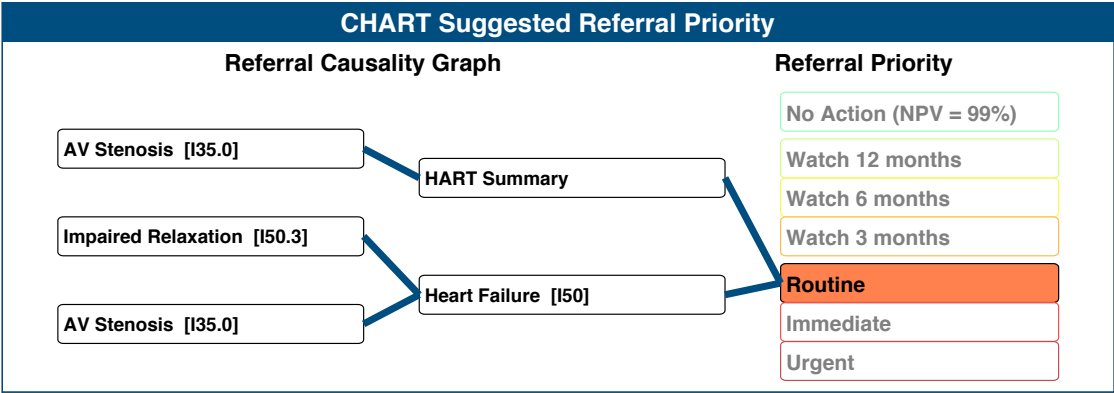 CHART Suggested Referral Priority
Referral Causality Graph
Referral Priority
AV Stenosis [I35.0]
Impaired Relaxation [I50.3]
AV Stenosis [I35.0]
HART Summary
Heart Failure [I50]
No Action (NPV = 99%)
Watch 12 months
Watch 6 months
Watch 3 months
Routine
Immediate
Urgent